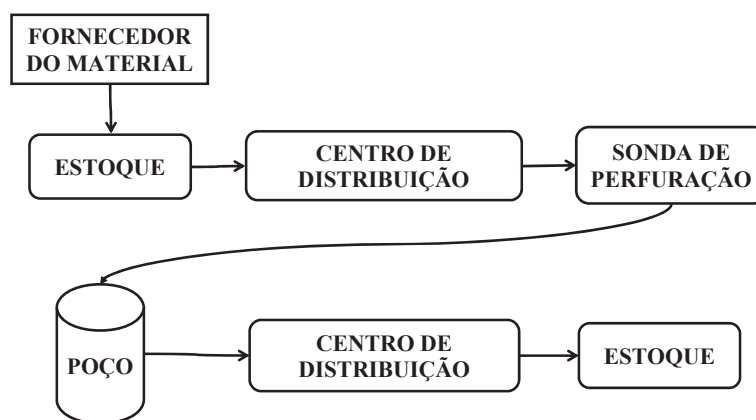 FORNECEDOR
DO MATERIAL
ESTOQUE
CENTRO DE
DISTRIBUIÇÃO
SONDA DE
PERFURAÇÃO
POÇO
CENTRO DE
DISTRIBUIÇÃO
ESTOQUE